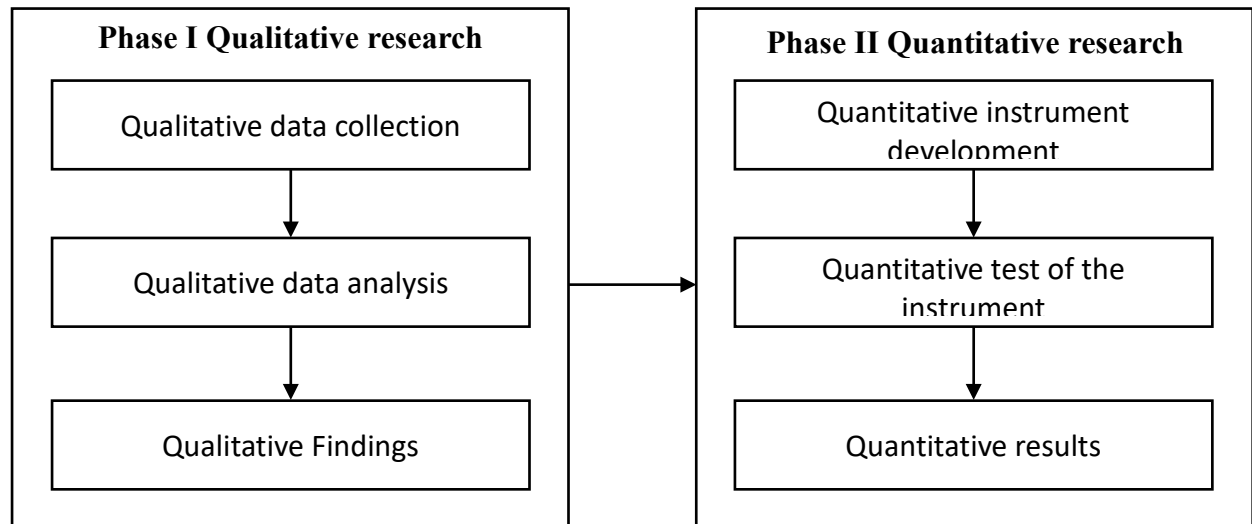 Phase I Qualitative research
Qualitative data collection
Qualitative data analysis
Qualitative Findings
Phase II Quantitative research
Quantitative instrument
development
Quantitative test of the
instrument
Quantitative results